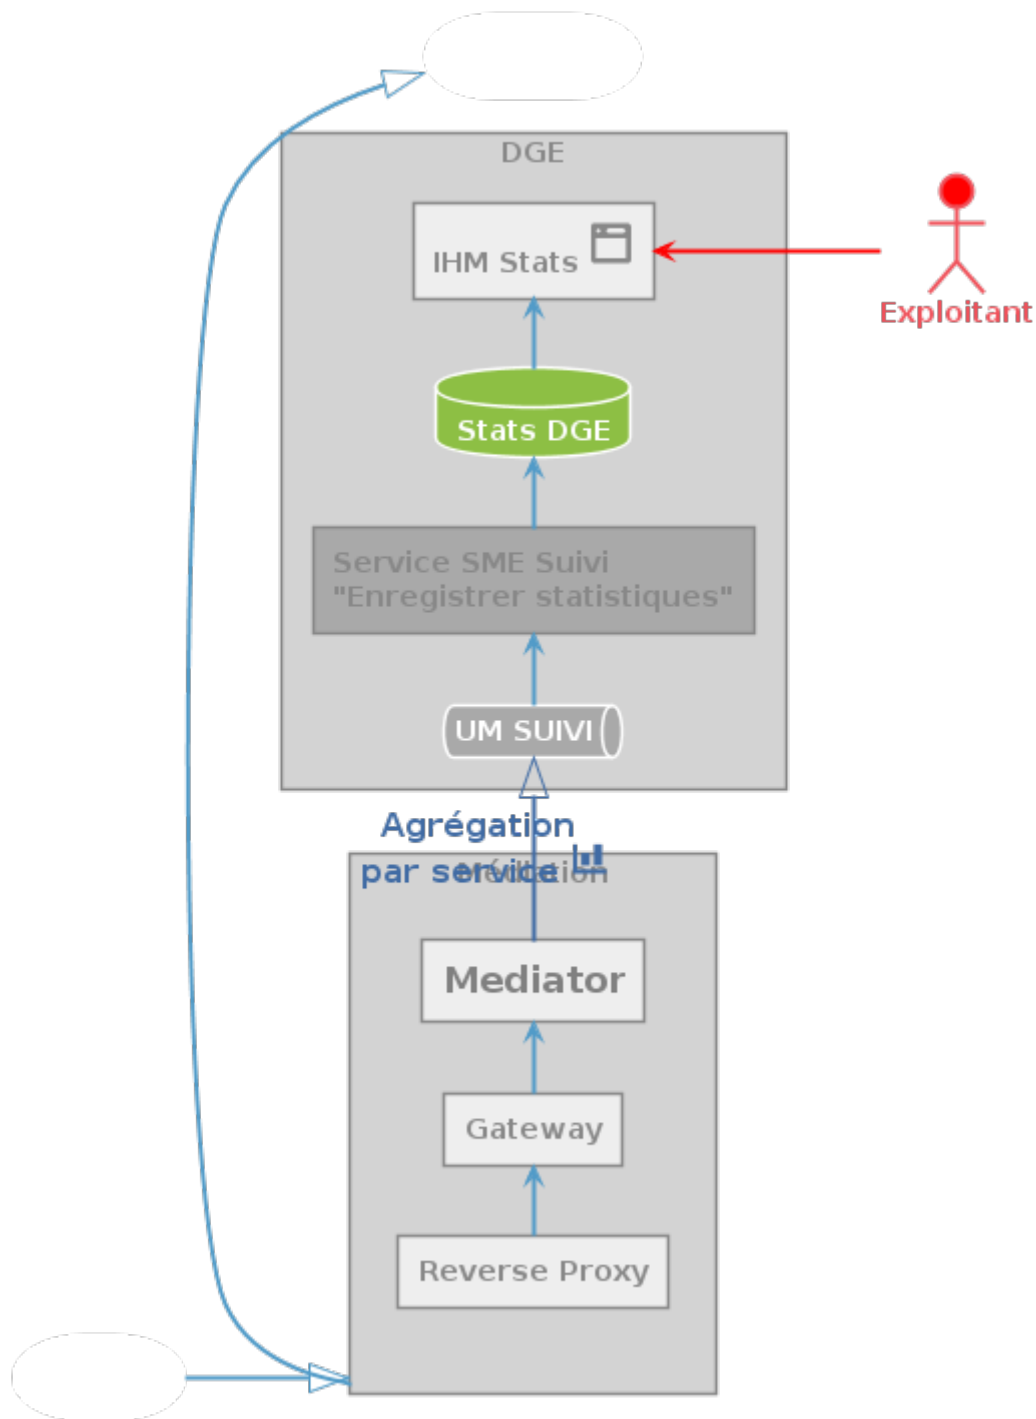 DGE
IHM Stats
Exploitant
Stats DGE
Service SME Suivi
"Enregistrer statistiques"
UM SUIVI
Agrégation
par service
Médiation
Mediator
Gateway
Reverse Proxy